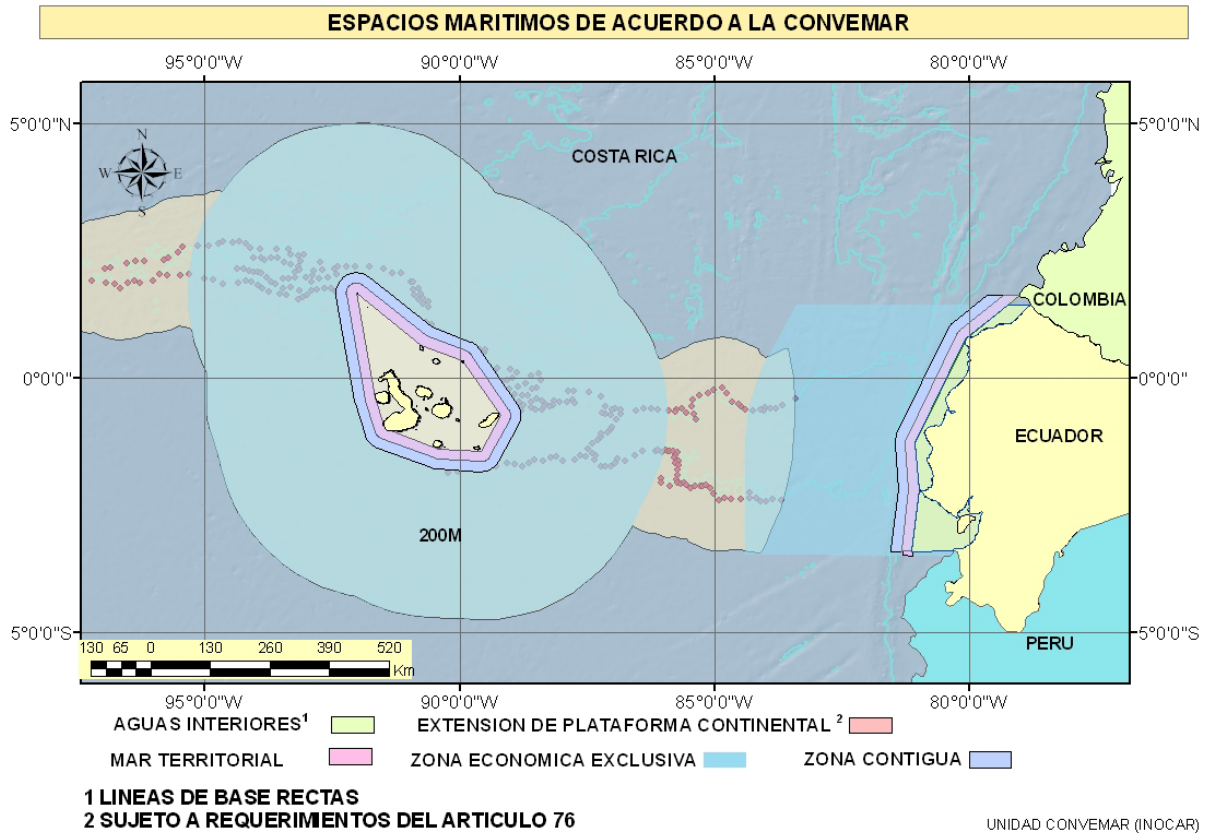 ESPACIOS MARITIMOS DE ACUERDO A LA CONVEMAR
95°0'0"W 90°0'0"W 85°0'0"W 80°0'0"W
5°0'0"N 5°0'0"N
N
W E
S
COSTA RICA
COLOMBIA
0°0'0" 0°0'0"
ECUADOR
200M
5°0'0"S 5°0'0"S
PERU
130 65 0 130 260 390 520
Km
95°0'0"W 90°0'0"W 85°0'0"W 80°0'0"W
AGUAS INTERIORES1 EXTENSION DE PLATAFORMA CONTINENTAL 2
MAR TERRITORIAL ZONA ECONOMICA EXCLUSIVA ZONA CONTIGUA
1 LINEAS DE BASE RECTAS
2 SUJETO A REQUERIMIENTOS DEL ARTICULO 76
UNIDAD CONVEMAR (INOCAR)